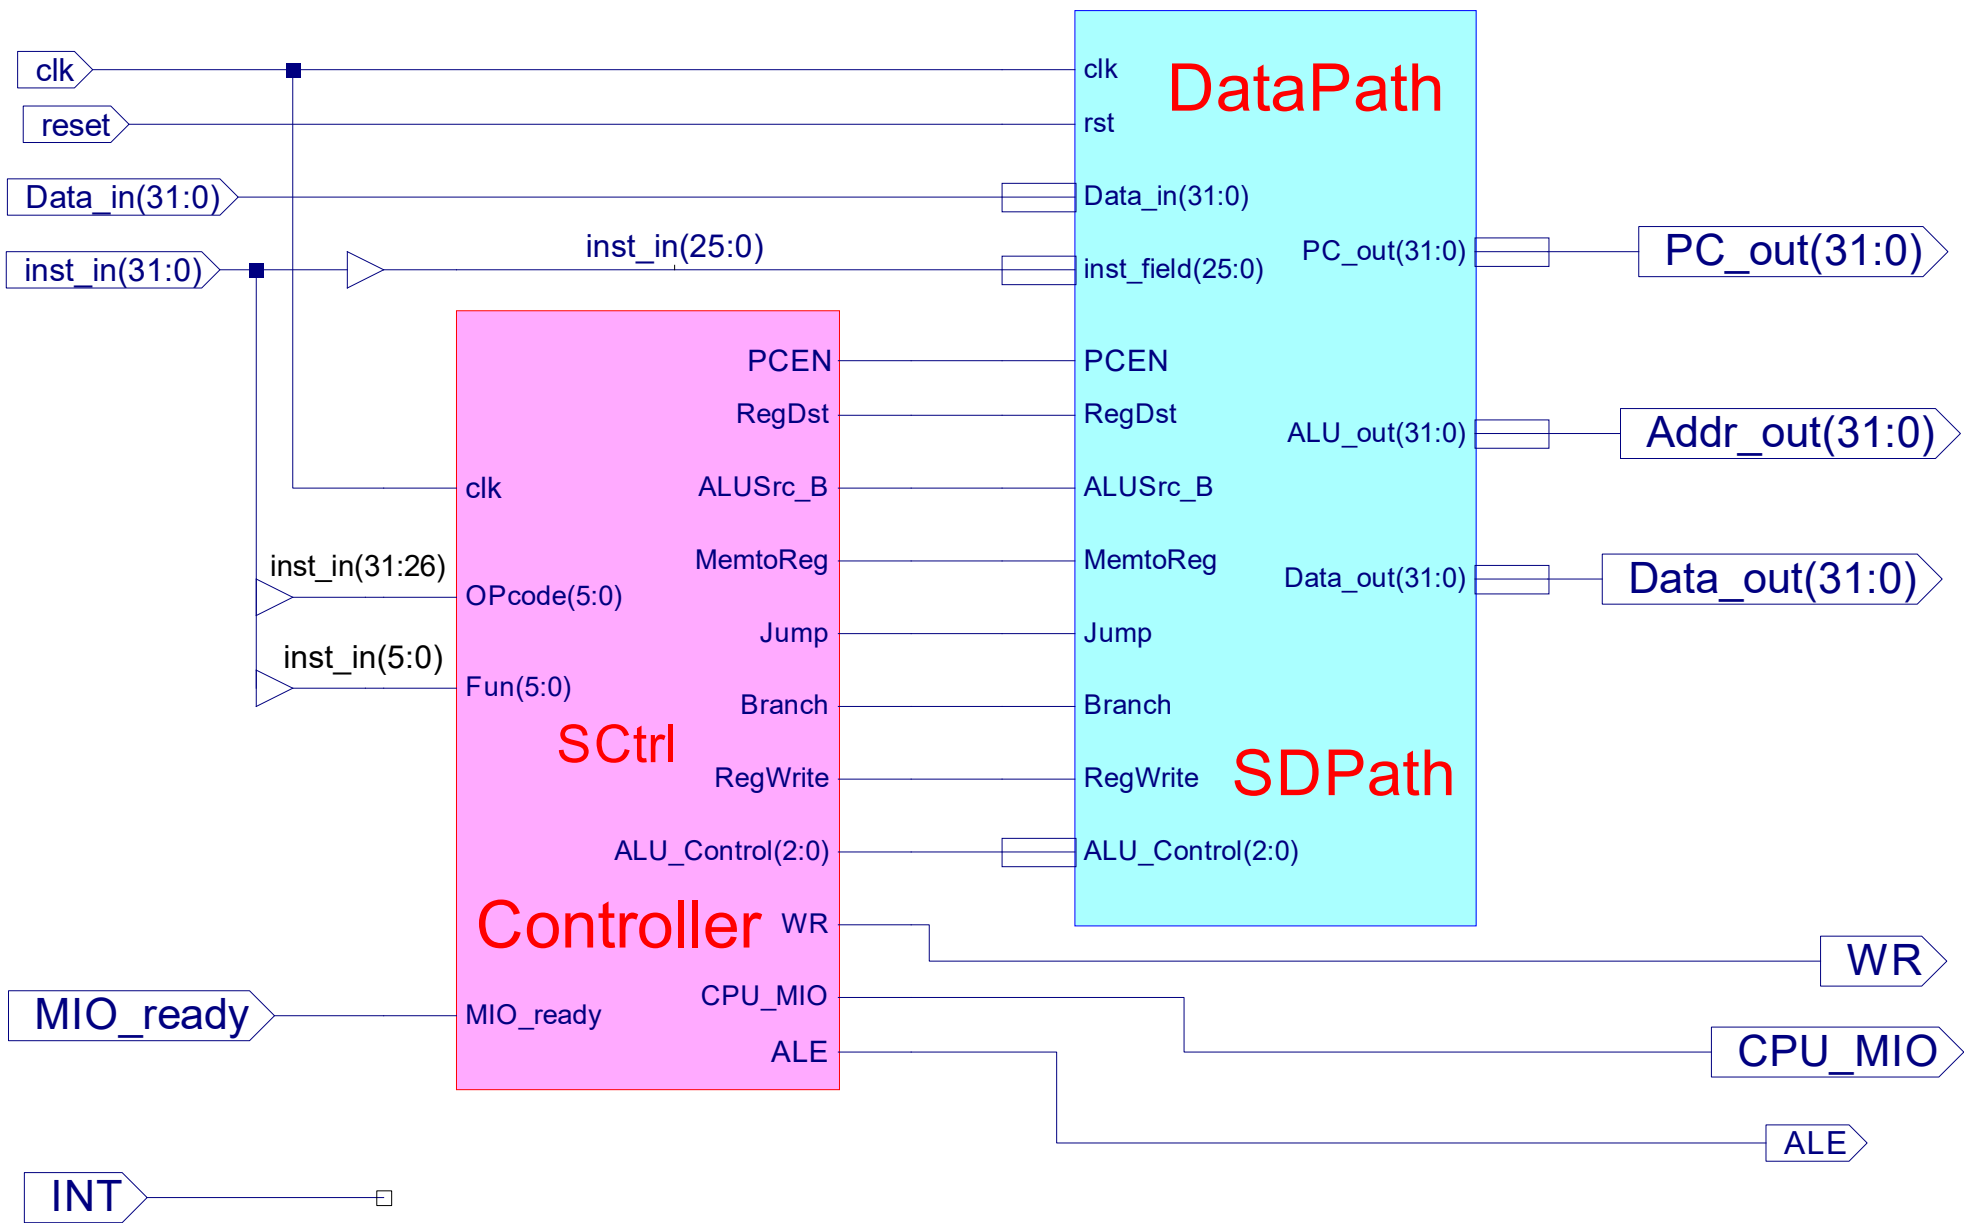 clk
reset
Data_in(31:0)
inst_in(31:0)
inst_in(25:0)
inst_in(31:26)
inst_in(5:0)
MIO_ready
INT
clk
OPcode(5:0)
Fun(5:0)
SCtrl
Controller
MIO_ready
PCEN
RegDst
ALUSrc_B
MemtoReg
Jump
Branch
RegWrite
ALU_Control(2:0)
WR
CPU_MIO
ALE
DataPath
clk
rst
Data_in(31:0)
inst_field(25:0)
PCEN
RegDst
ALUSrc_B
MemtoReg
Jump
Branch
RegWrite
ALU_Control(2:0)
SDPath
PC_out(31:0)
ALU_out(31:0)
Data_out(31:0)
PC_out(31:0)
Addr_out(31:0)
Data_out(31:0)
WR
CPU_MIO
ALE